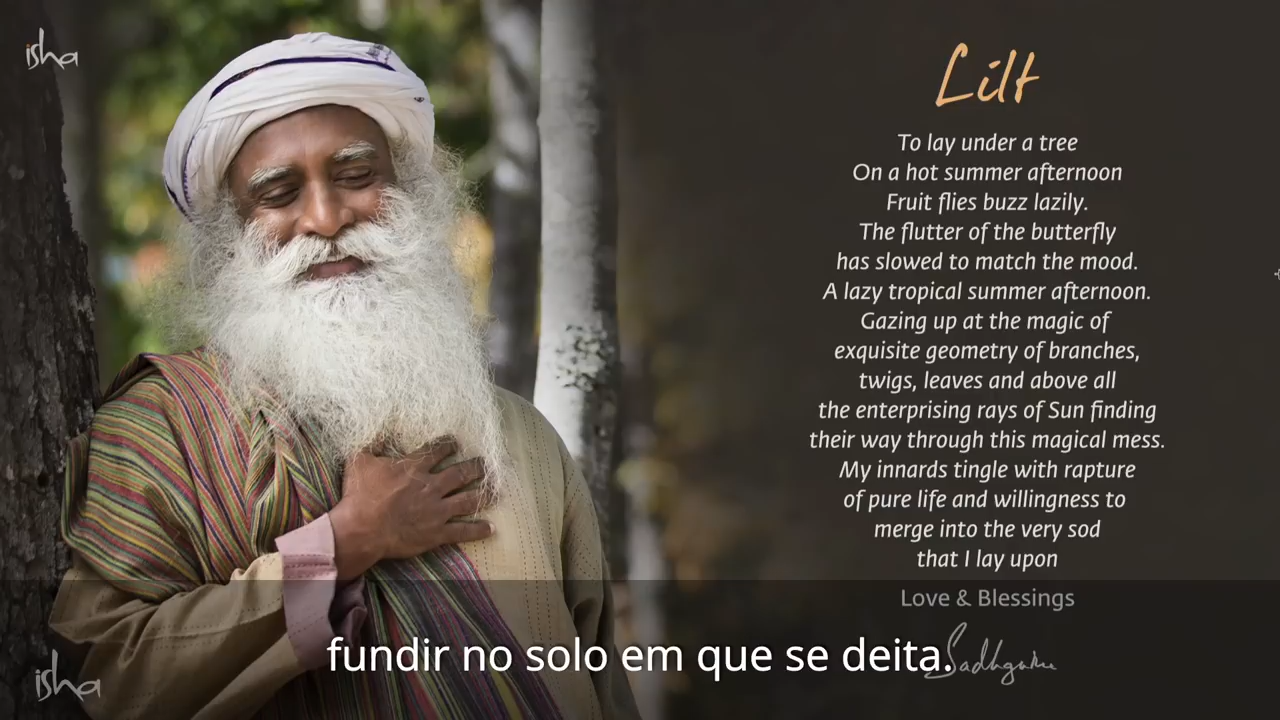 isha
Lilt
To lay under a tree
On a hot summer afternoon
Fruit flies buzz lazily.
The flutter of the butterfly
has slowed to match the mood.
A lazy tropical summer afternoon.
Gazing up at the magic of
exquisite geometry of branches,
twigs, leaves and above all
the enterprising rays of Sun finding
their way through this magical mess.
My innards tingle with rapture
of pure life and willingness to
merge into the very sod
that I lay upon
Love & Blessings
Sadhguru
fundir no solo em que se deita.
isha